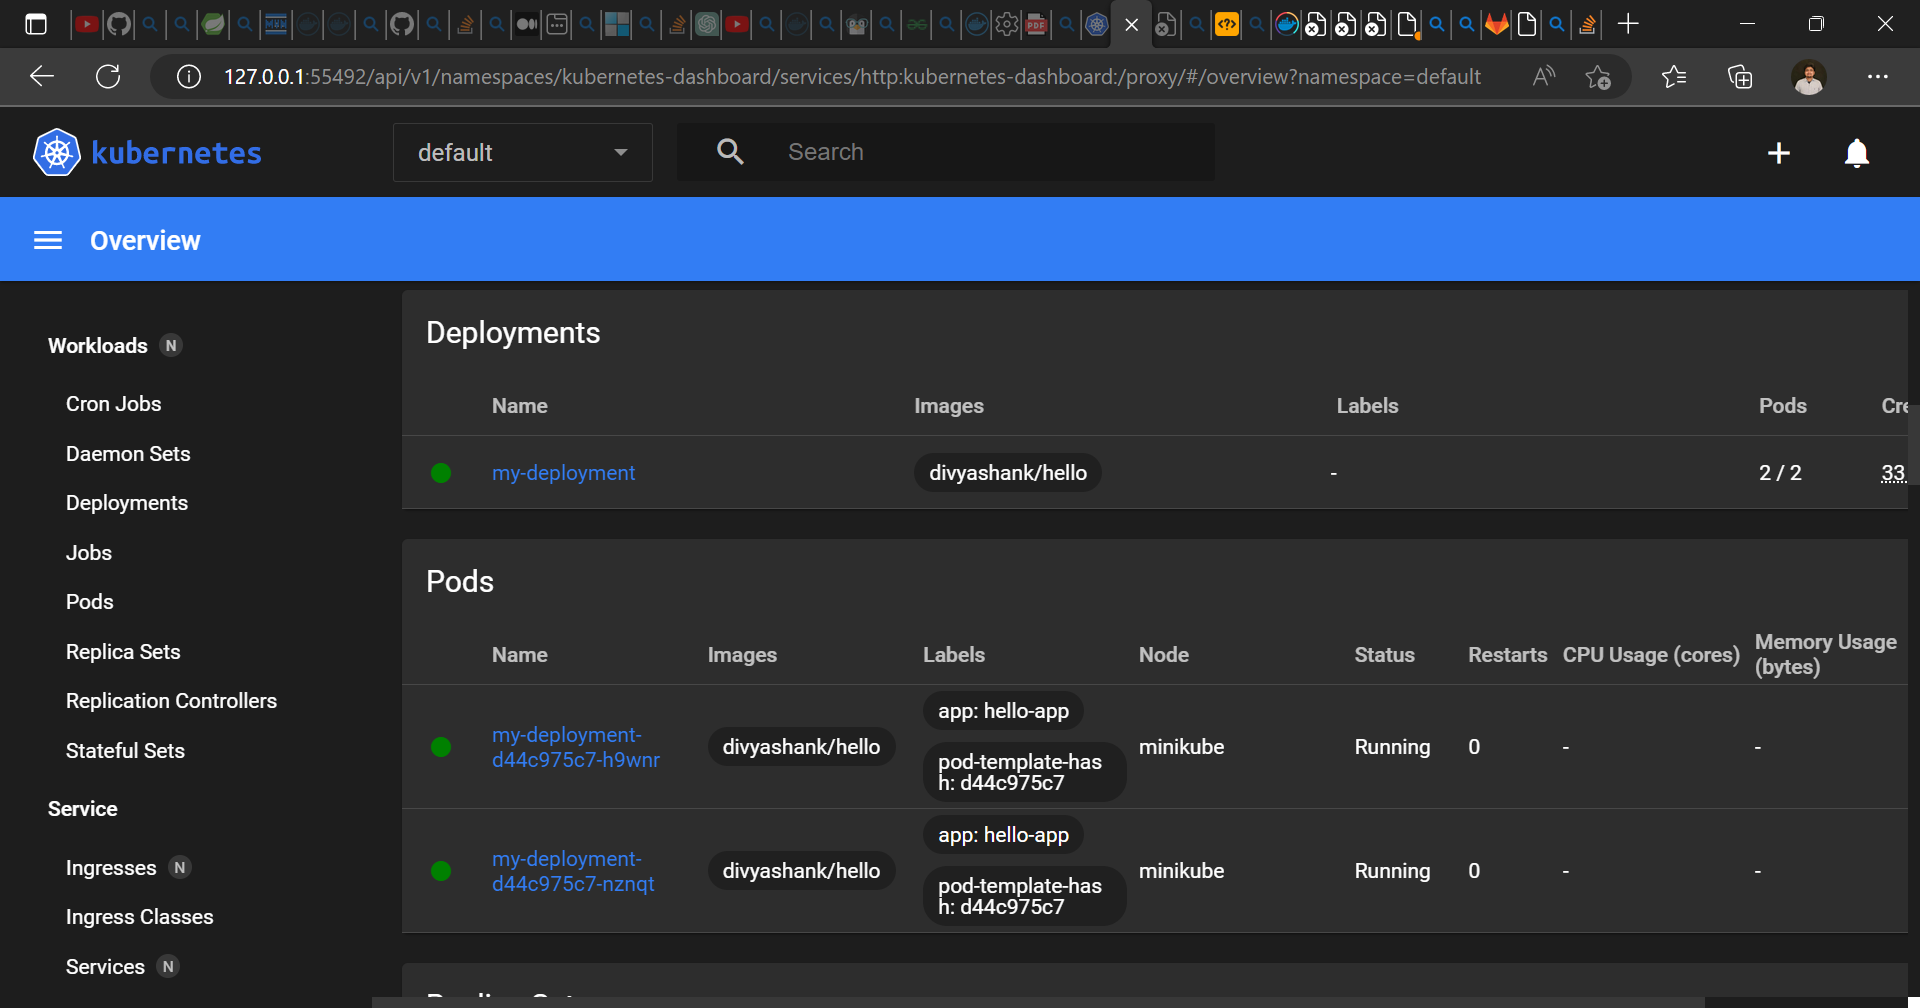 127.0.0.1:55492/api/v1/namespaces/kubernetes-dashboard/services/http:kubernetes-dashboard:/proxy/#/overview?namespace=default
kubernetes
default
Search
Overview
Workloads N
Cron Jobs
Daemon Sets
Deployments
Jobs
Pods
Replica Sets
Replication Controllers
Stateful Sets
Service
Ingresses N
Ingress Classes
Services N
Deployments
Name Images Labels Pods Cre
my-deployment divyashank/hello - 2 / 2 33
Pods
Name Images Labels Node Status Restarts CPU Usage (cores) Memory Usage
(bytes)
app: hello-app
my-deployment-
d44c975c7-h9wnr divyashank/hello minikube Running 0 - -
pod-template-has
h: d44c975c7
app: hello-app
my-deployment-
d44c975c7-nznqt divyashank/hello minikube Running 0 - -
pod-template-has
h: d44c975c7